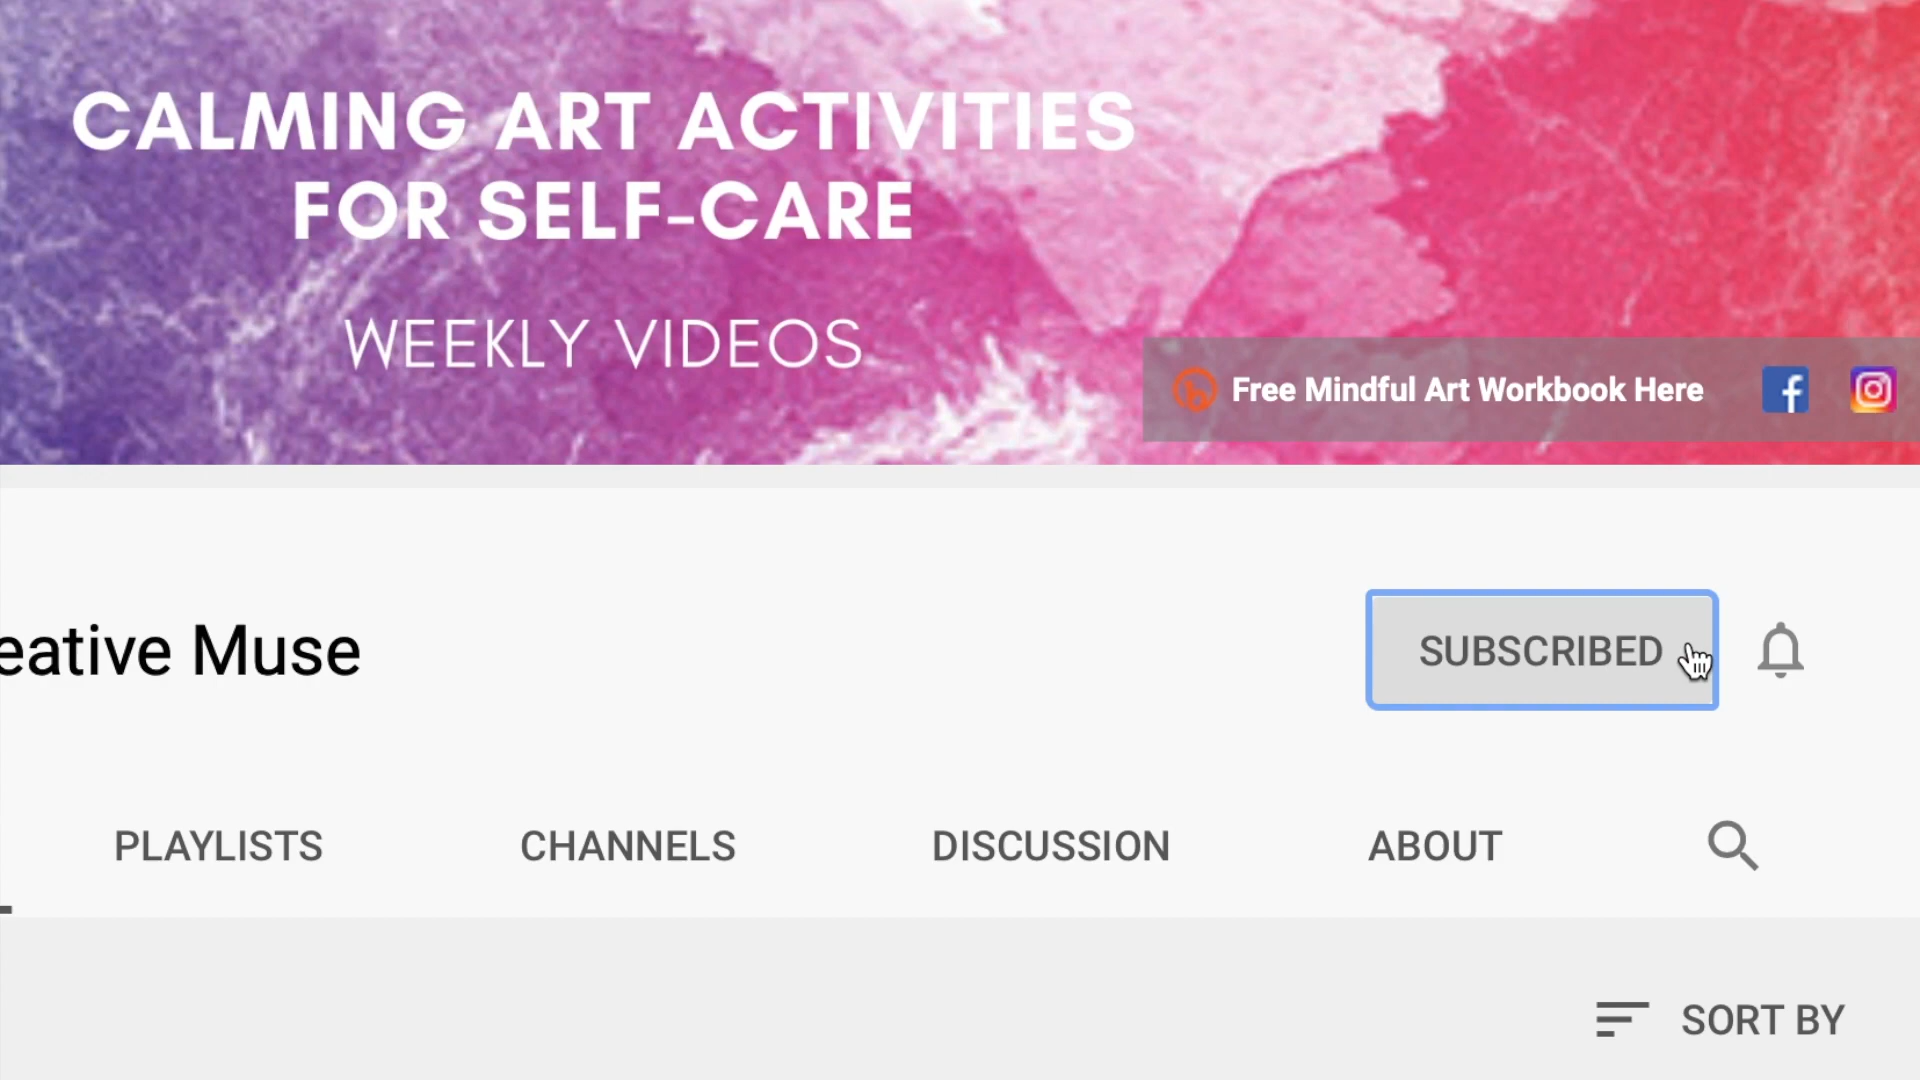 CALMING ART ACTIVITIES
FOR SELF-CARE
WEEKLY VIDEOS
Free Mindful Art Workbook Here
eative Muse
SUBSCRIBED
PLAYLISTS CHANNELS DISCUSSION ABOUT
SORT BY